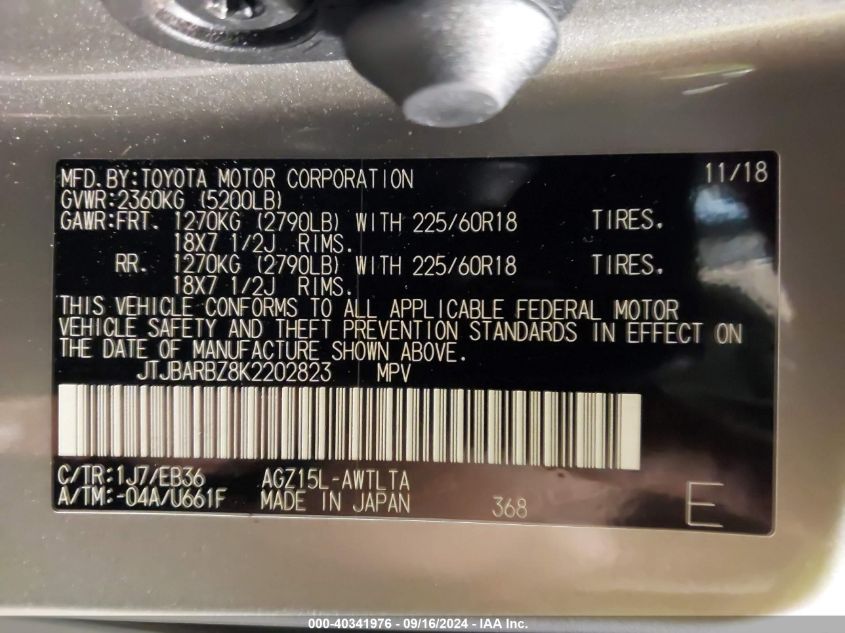 MFD.BY:TOYOTA MOTOR CORPORATION 11/18
GVWR:2360KG (5200LB)
GAWR:FRT. 1270KG (2790LB) WITH 225/60R18 TIRES.
18X7 1/2J RIMS.
RR. 1270KG (2790LB) WITH 225/60R18 TIRES.
18X7 1/2J RIMS.
THIS VEHICLE CONFORMS TO ALL APPLICABLE FEDERAL MOTOR
VEHICLE SAFETY AND THEFT PREVENTION STANDARDS IN EFFECT ON
THE DATE OF MANUFACTURE SHOWN ABOVE.
JTJBARBZ8K2202823 MPV
C/TR:1J7/EB36 AGZ15L-AWTLTA
A/TM:-04A/U661F MADE IN JAPAN 368 E
000-40341976 - 09/16/2024 - IAA Inc.